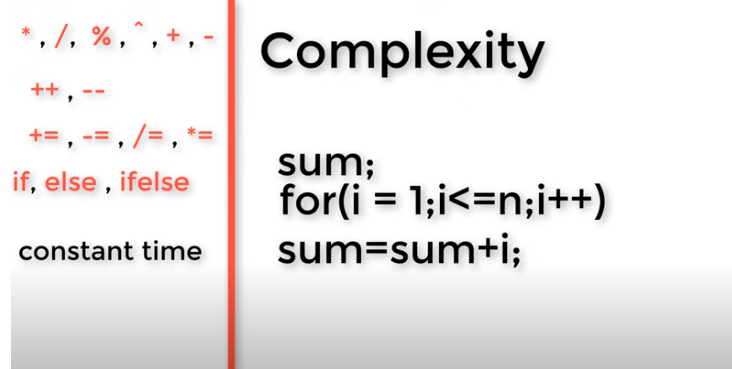 * , /, % , ^ , + , -
++ , --
+= , -= , /= , *=
if, else , ifelse
constant time
Complexity
sum;
for(i = 1;i<=n;i++)
sum=sum+i;